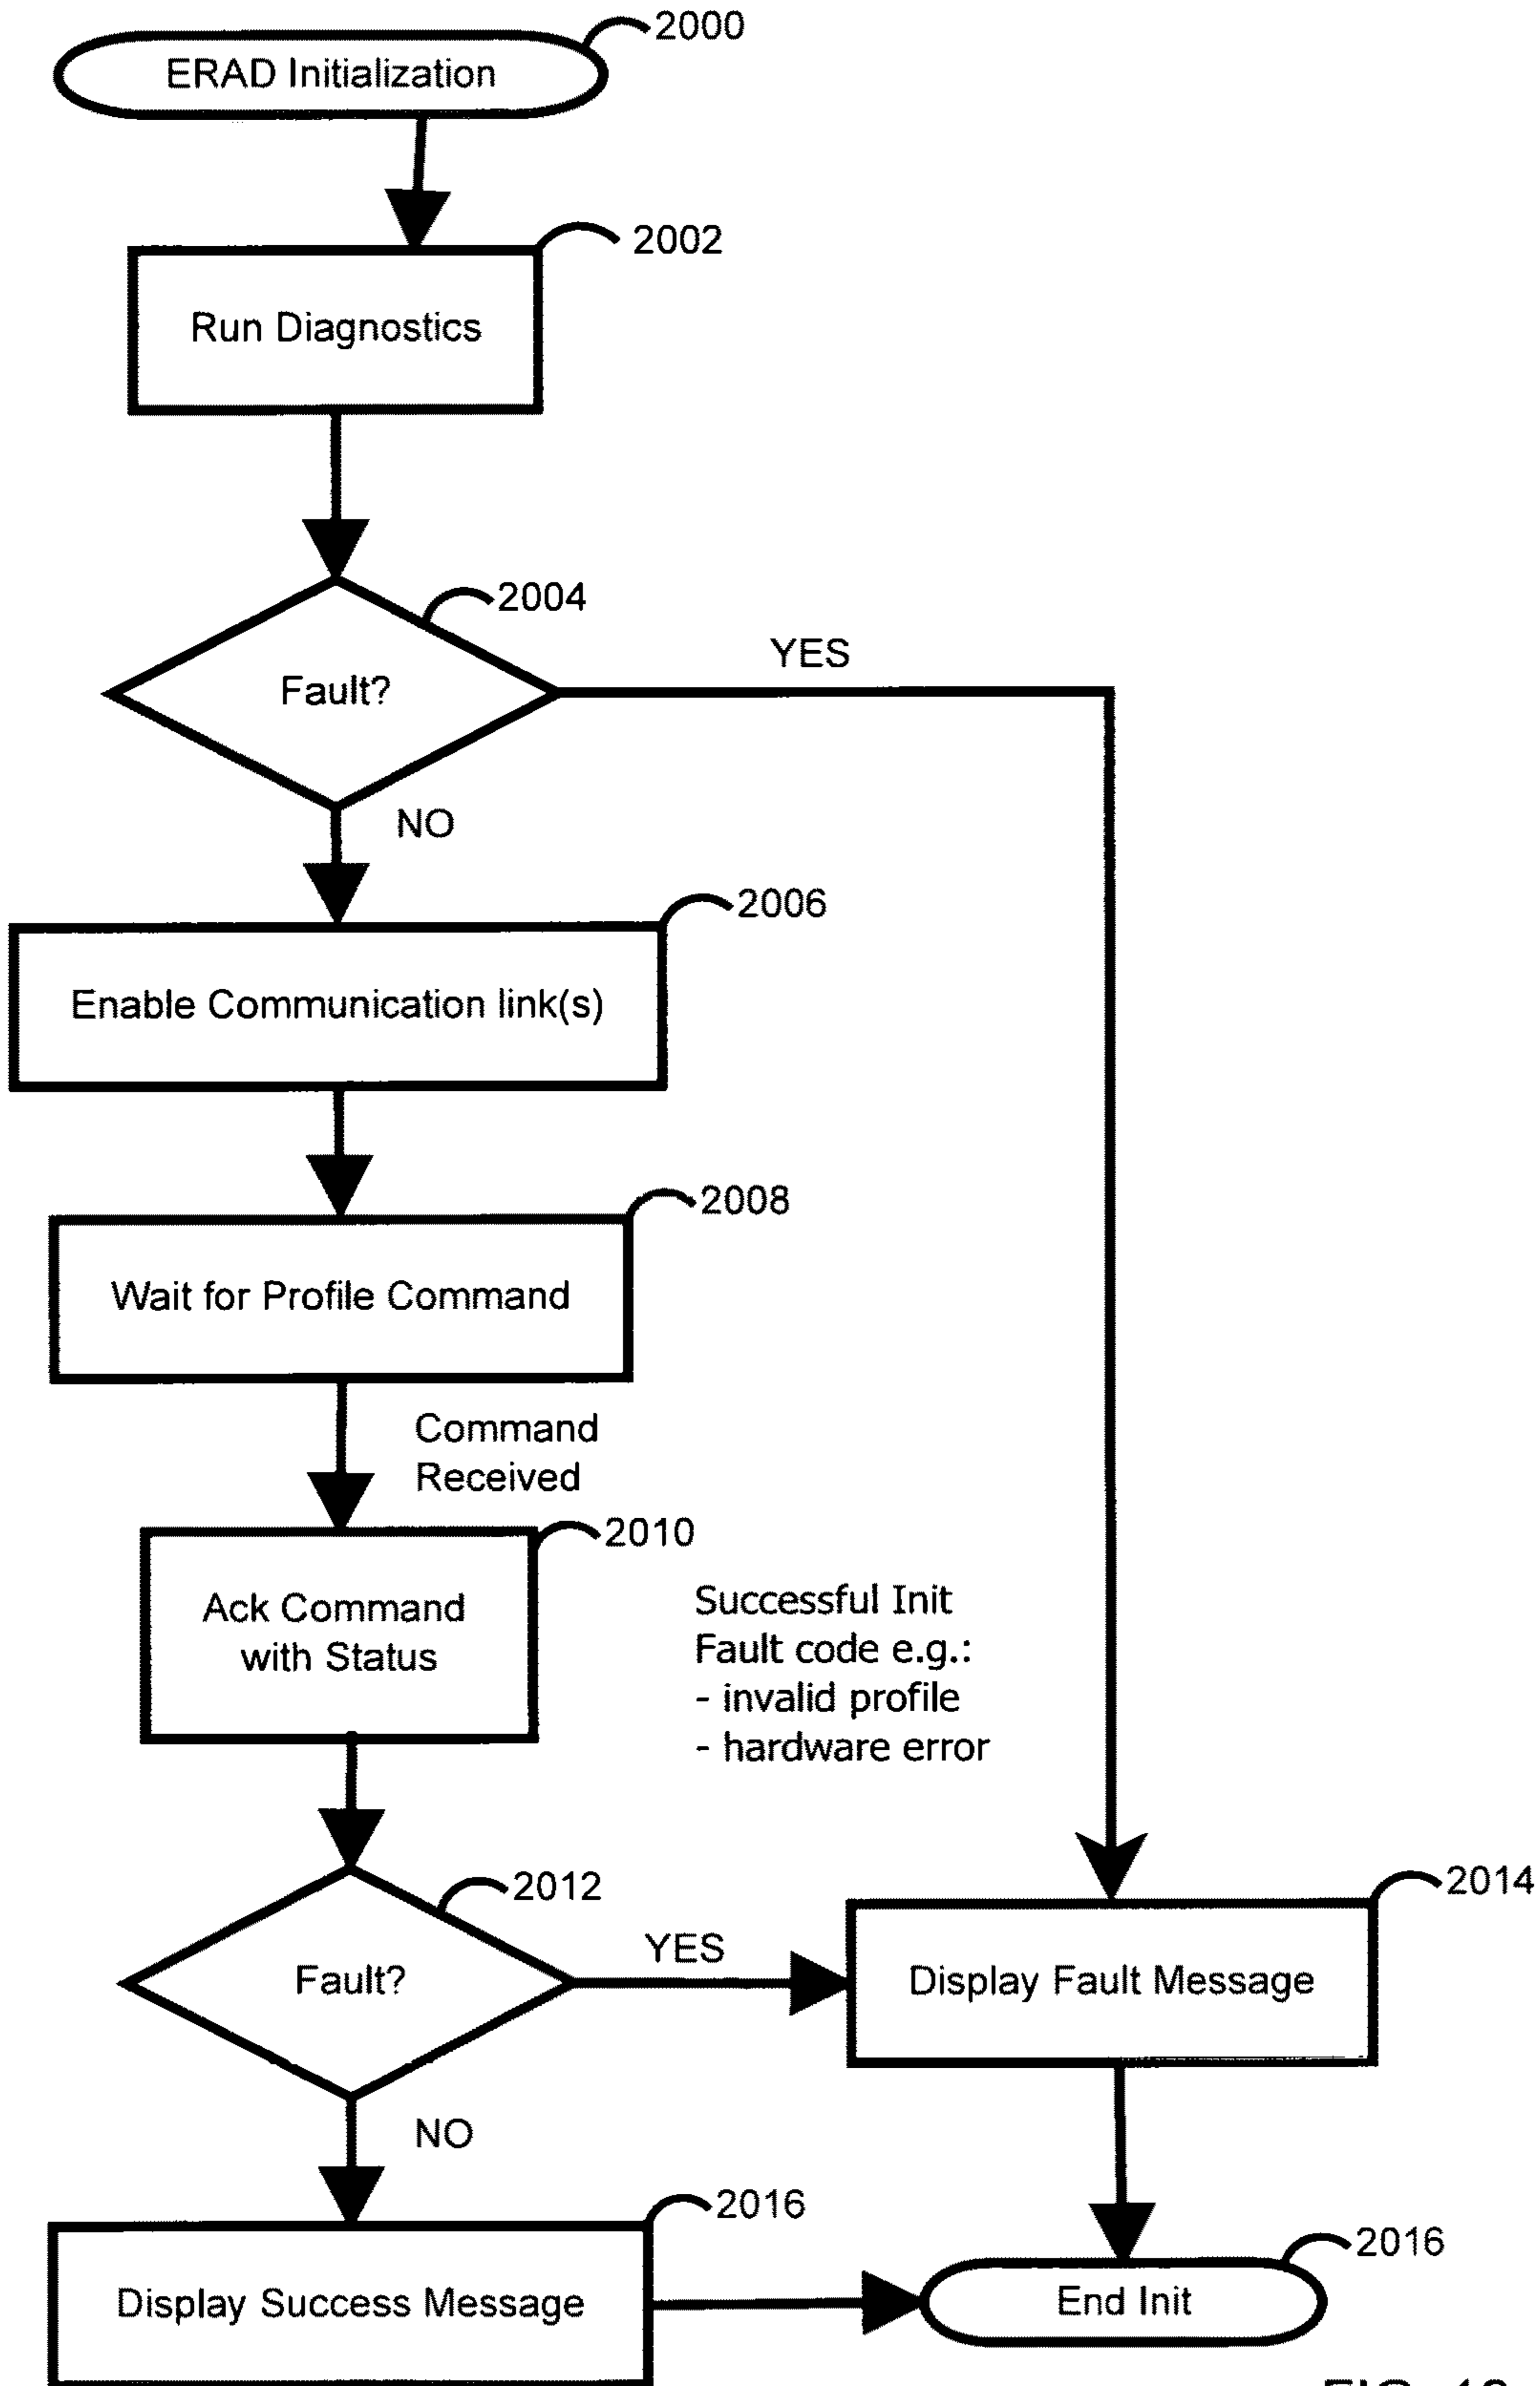 2000
ERAD Initialization
2002
Run Diagnostics
2004
Fault?
YES
NO
2006
Enable Communication link(s)
2008
Wait for Profile Command
Command
Received
2010
Ack Command
with Status
Successful Init
Fault code e.g.:
- invalid profile
- hardware error
2012
Fault?
YES
2014
Display Fault Message
NO
2016
Display Success Message
2016
End Init